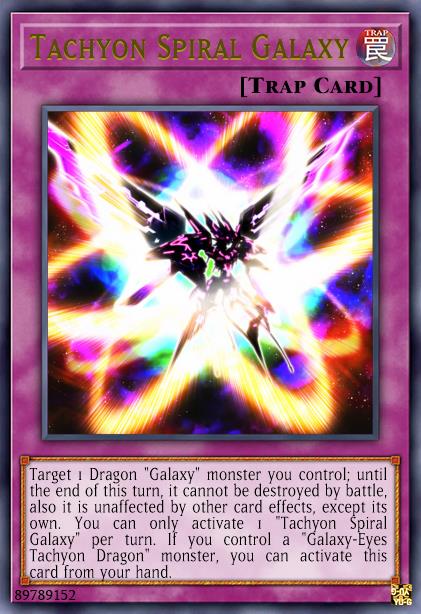 Tachyon Spiral Galaxy
TRAP
罠
[Trap Card]
Target 1 Dragon "Galaxy" monster you control; until
the end of this turn, it cannot be destroyed by battle,
also it is unaffected by other card effects, except its
own. You can only activate 1 "Tachyon Spiral
Galaxy" per turn. If you control a "Galaxy-Eyes
Tachyon Dragon" monster, you can activate this
card from your hand.
89789152